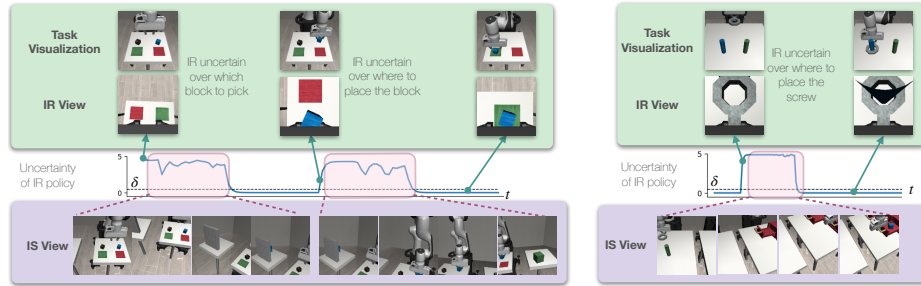 Task
Visualization
IR uncertain
over which
block to pick
IR uncertain
over where to
place the block
IR View
Uncertainty
of IR policy
5
δ
0
t
IS View
Task
Visualization
IR uncertain
over where to
place the
screw
IR View
Uncertainty
of IR policy
5
δ
0
t
IS View